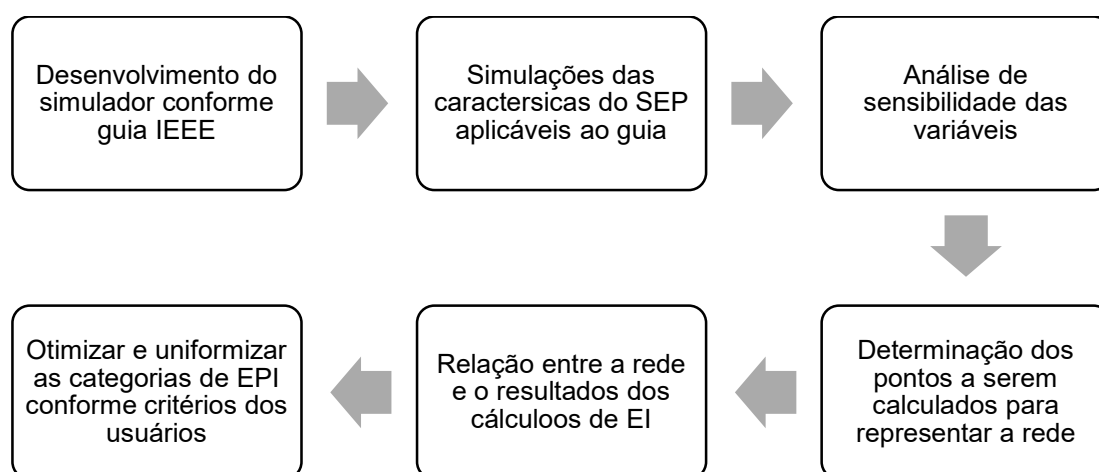 Desenvolvimento do
simulador conforme
guia IEEE
Simulações das
caractersicas do SEP
aplicáveis ao guia
Análise de
sensibilidade das
variáveis
Determinação dos
pontos a serem
calculados para
representar a rede
Relação entre a rede
e o resultados dos
cálculoos de EI
Otimizar e uniformizar
as categorias de EPI
conforme critérios dos
usuários